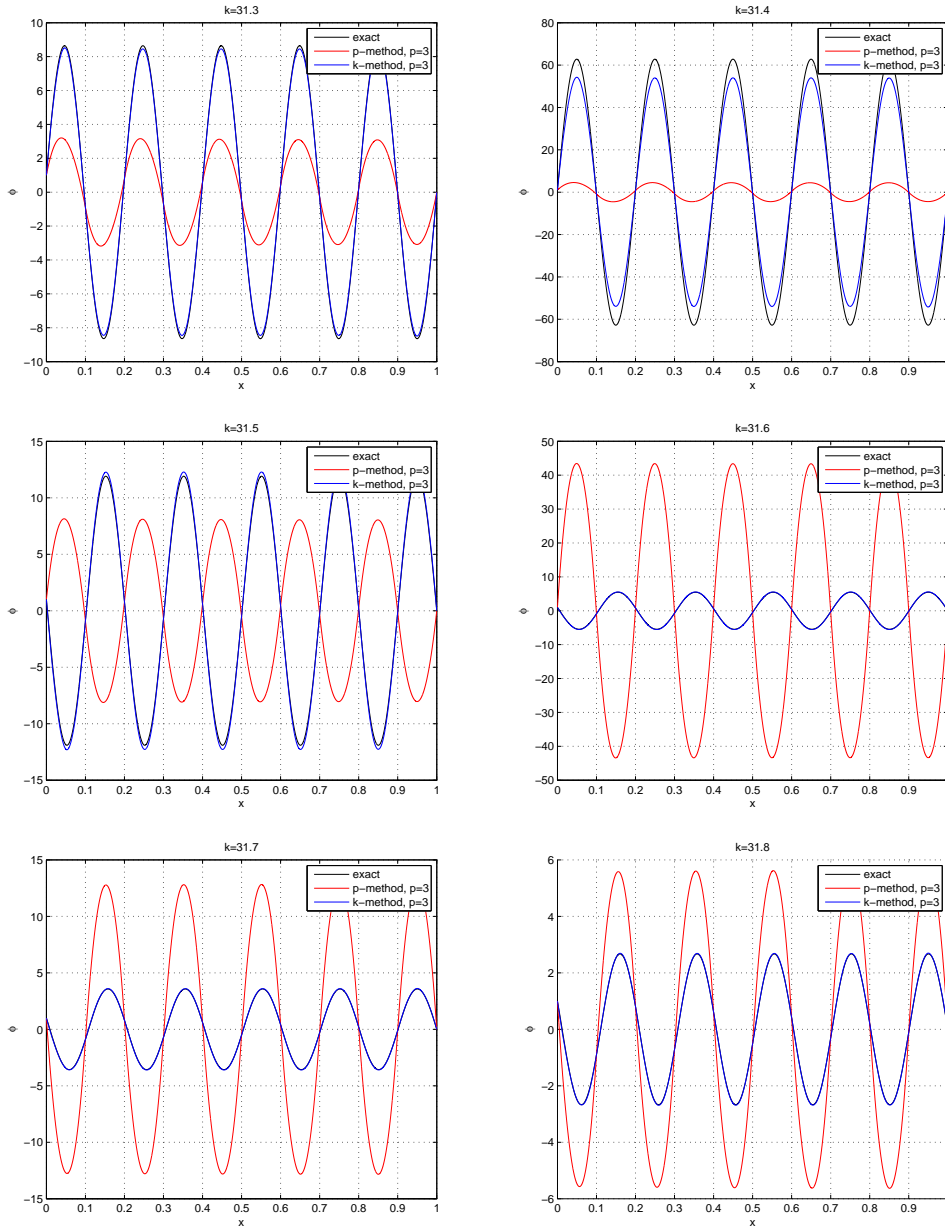 k=31.3
exact
p−method, p=3
k−method, p=3
10
8
6
4
2
0
−2
−4
−6
−8
−10
ϕ
0 0.1 0.2 0.3 0.4 0.5 0.6 0.7 0.8 0.9 1
x
k=31.4
exact
p−method, p=3
k−method, p=3
80
60
40
20
0
−20
−40
−60
−80
ϕ
0 0.1 0.2 0.3 0.4 0.5 0.6 0.7 0.8 0.9
x
k=31.5
exact
p−method, p=3
k−method, p=3
15
10
5
0
−5
−10
−15
ϕ
0 0.1 0.2 0.3 0.4 0.5 0.6 0.7 0.8 0.9 1
x
k=31.6
exact
p−method, p=3
k−method, p=3
50
40
30
20
10
0
−10
−20
−30
−40
−50
ϕ
0 0.1 0.2 0.3 0.4 0.5 0.6 0.7 0.8 0.9
x
k=31.7
exact
p−method, p=3
k−method, p=3
15
10
5
0
−5
−10
−15
ϕ
0 0.1 0.2 0.3 0.4 0.5 0.6 0.7 0.8 0.9 1
x
k=31.8
exact
p−method, p=3
k−method, p=3
6
4
2
0
−2
−4
−6
ϕ
0 0.1 0.2 0.3 0.4 0.5 0.6 0.7 0.8 0.9
x